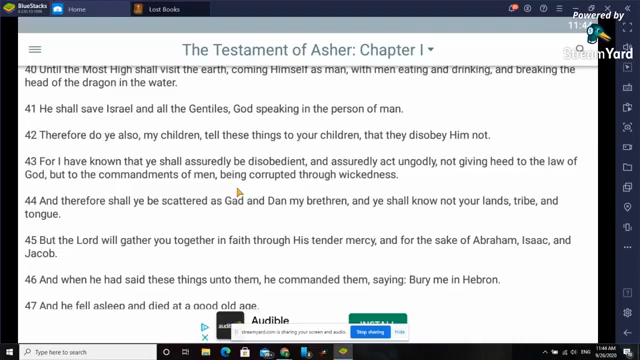 BlueStacks
Home
Lost Books
Powered by
StreamYard
The Testament of Asher: Chapter I
40 Until the Most High shall visit the earth, coming Himself as man, with men eating and drinking, and breaking the
head of the dragon in the water.
41 He shall save Israel and all the Gentiles, God speaking in the person of man.
42 Therefore do ye also, my children, tell these things to your children, that they disobey Him not.
43 For I have known that ye shall assuredly be disobedient, and assuredly act ungodly, not giving heed to the law of
God, but to the commandments of men, being corrupted through wickedness.
44 And therefore shall ye be scattered as Gad and Dan my brethren, and ye shall know not your lands, tribe, and
tongue.
45 But the Lord will gather you together in faith through His tender mercy, and for the sake of Abraham, Isaac, and
Jacob.
46 And when he had said these things unto them, he commanded them, saying: Bury me in Hebron.
47 And he fell asleep and died at a good old age.
Audible
streamyard.com is sharing your screen and audio.
Stop sharing
Hide
Type here to search
11:44 AM
9/26/2020